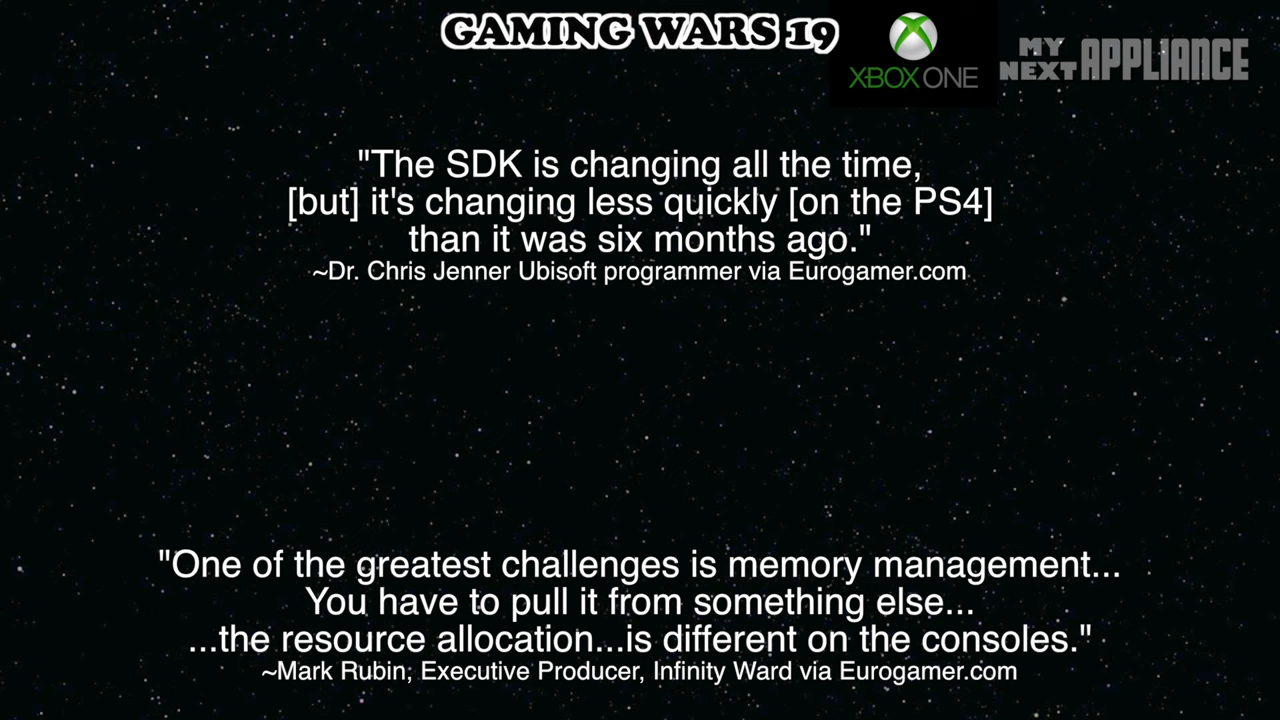 GAMING WARS 19
XBOX ONE
MY NEXT APPLIANCE
"The SDK is changing all the time,
[but] it's changing less quickly [on the PS4]
than it was six months ago."
~Dr. Chris Jenner Ubisoft programmer via Eurogamer.com
"One of the greatest challenges is memory management...
You have to pull it from something else...
...the resource allocation...is different on the consoles."
~Mark Rubin, Executive Producer, Infinity Ward via Eurogamer.com